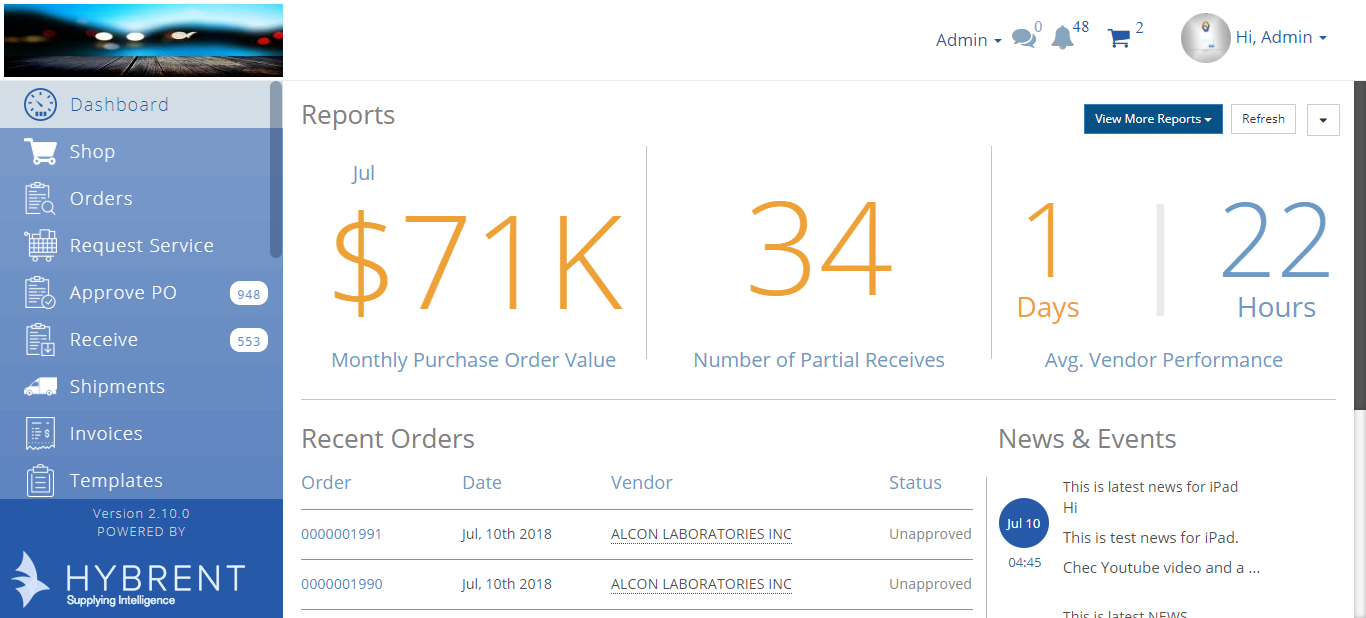 Admin 0 48 2 Hi, Admin
Dashboard
Shop
Orders
Request Service
Approve PO 948
Receive 553
Shipments
Invoices
Templates
Version 2.10.0
POWERED BY
HYBRENT
Supplying Intelligence
Reports
View More Reports Refresh
Jul
$71K
Monthly Purchase Order Value
34
Number of Partial Receives
1 22
Days Hours
Avg. Vendor Performance
Recent Orders
Order Date Vendor Status
0000001991 Jul, 10th 2018 ALCON LABORATORIES INC Unapproved
0000001990 Jul, 10th 2018 ALCON LABORATORIES INC Unapproved
News & Events
Jul 10
04:45
This is latest news for iPad
Hi
This is test news for iPad.
Chec Youtube video and a ...
This is latest NEWS